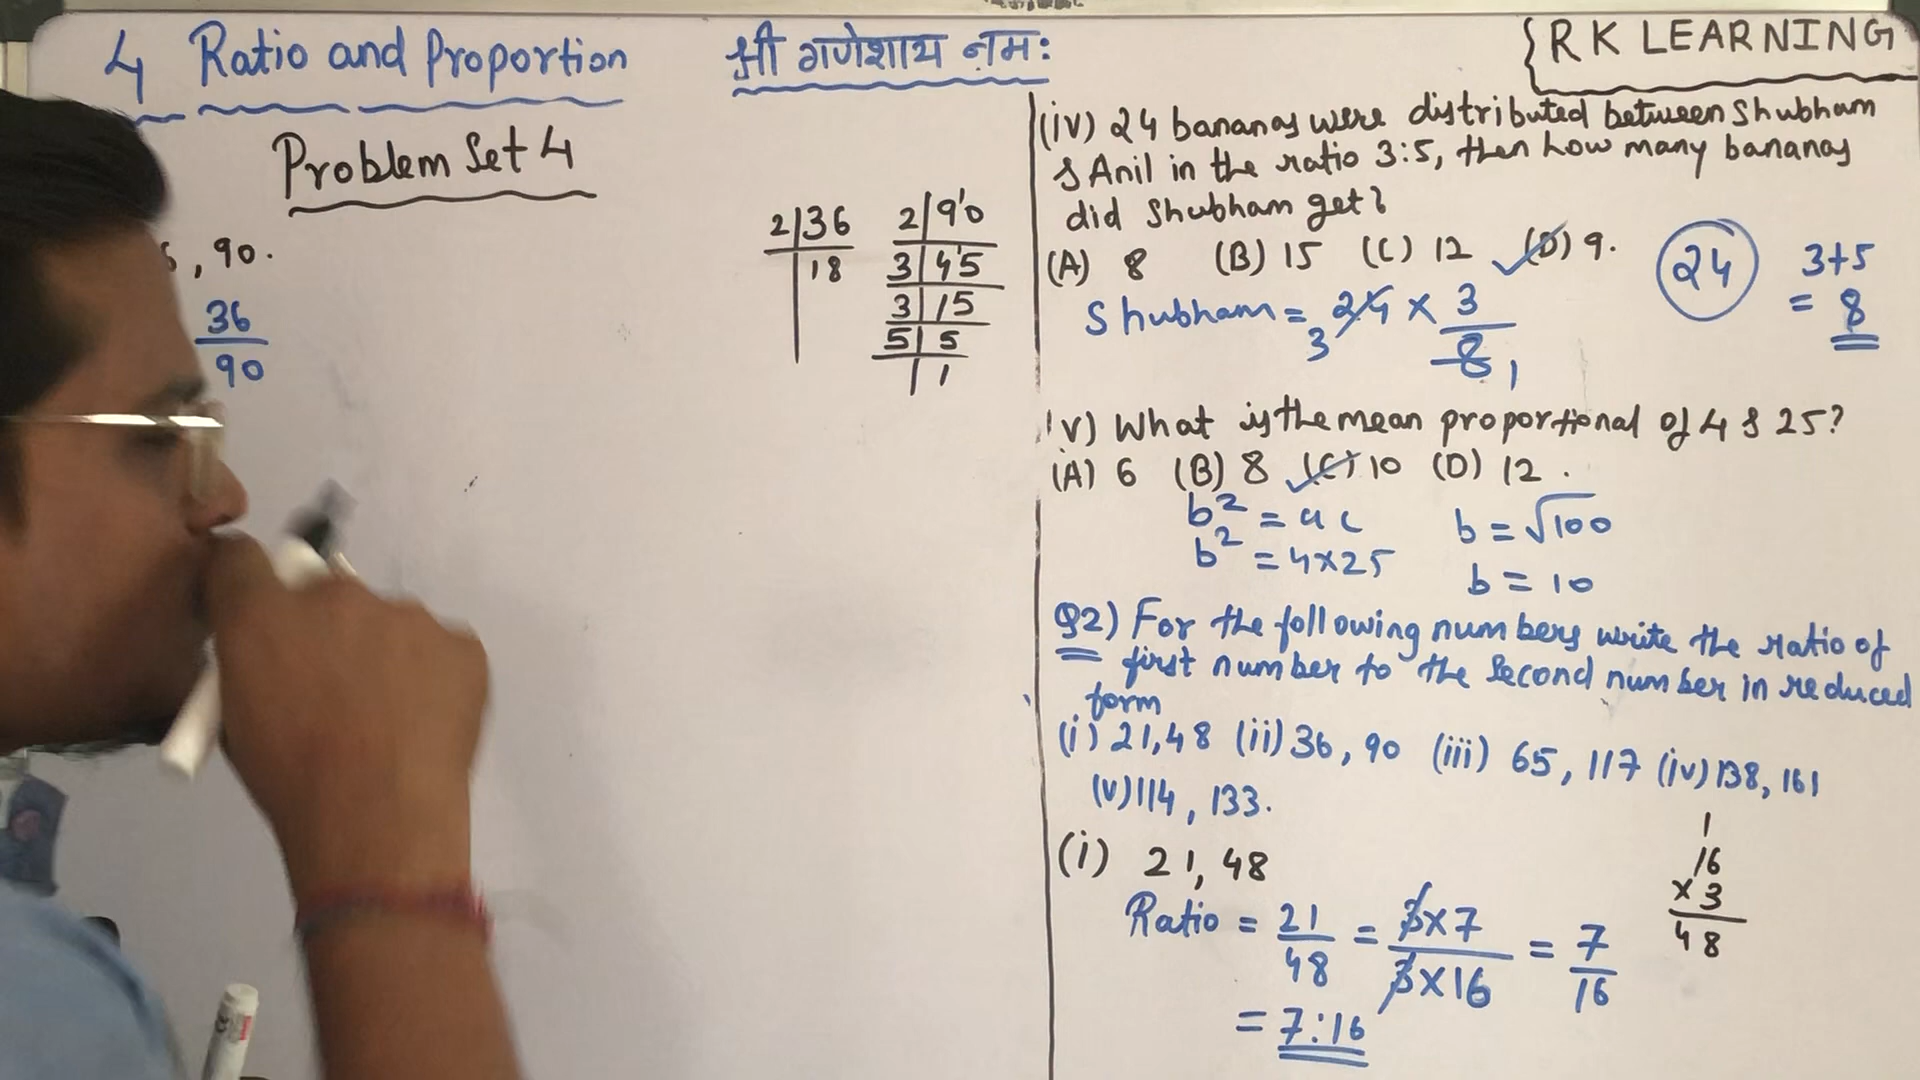 4 Ratio and Proportion
श्री गणेशाय नमः
{RK LEARNING
Problem Set 4
, 90.
36
90
2|36
18
2|90
3|45
3|15
5|5
1
(iv) 24 bananas were distributed between Shubham
& Anil in the ratio 3:5, then how many bananas
did Shubham get?
(A) 8 (B) 15 (C) 12 (D) 9.
24
3+5
= 8
Shubham = 24 × 3
3 8 1
(v) What is the mean proportional of 4 & 25?
(A) 6 (B) 8 (C) 10 (D) 12.
b² = ac b = √100
b² = 4×25 b = 10
Q2) For the following numbers write the ratio of
first number to the second number in reduced
form
(i) 21,48 (ii) 36, 90 (iii) 65, 117 (iv) 138, 161
(v) 114, 133.
(i) 21, 48
1
16
× 3
48
Ratio = 21/48 = 3×7/3×16 = 7/16
= 7:16